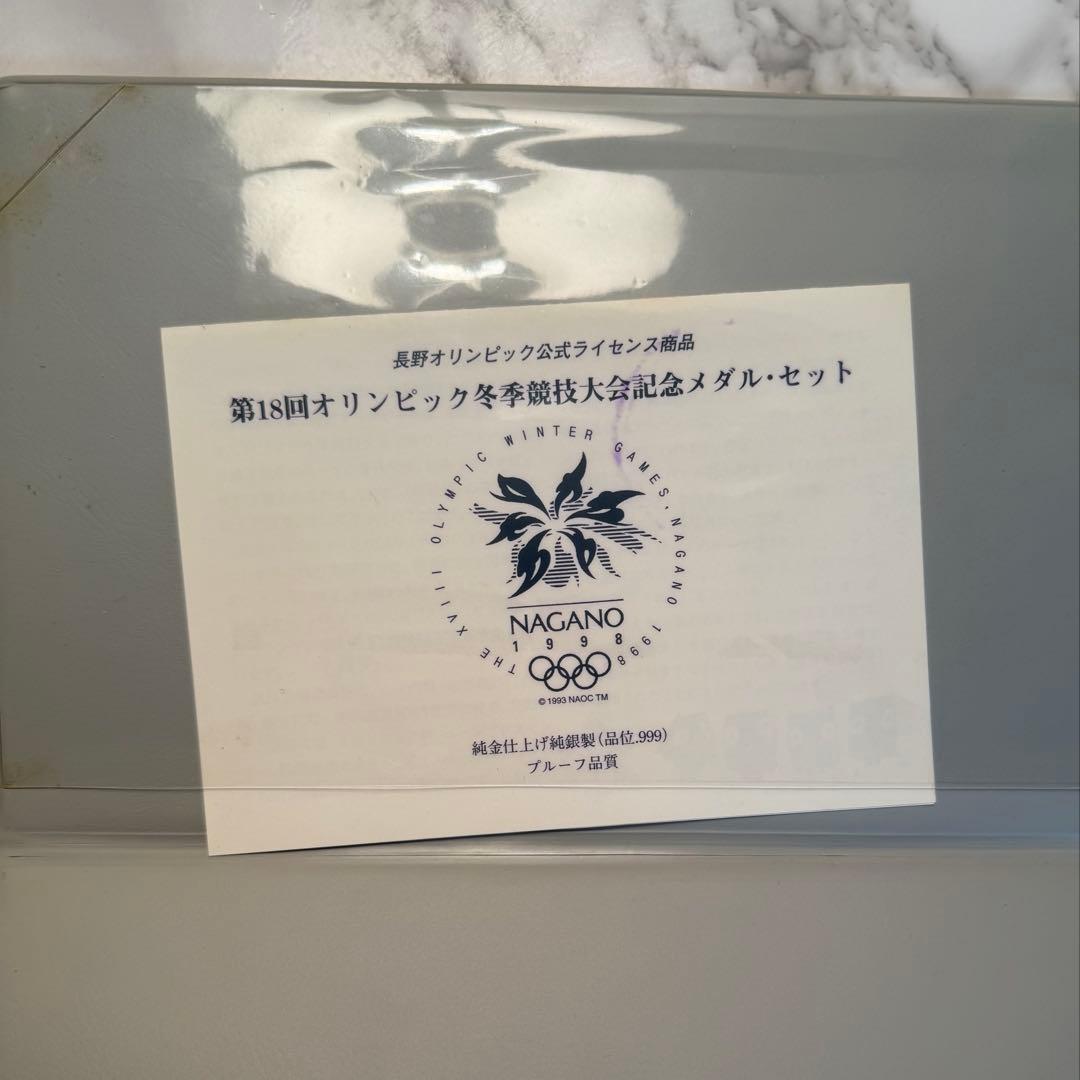 長野オリンピック公式ライセンス商品
第18回オリンピック冬季競技大会記念メダル・セット
THE XVIII OLYMPIC WINTER GAMES, NAGANO 1998
NAGANO
1998
© 1993 NAOC TM
純金仕上げ純銀製(品位.999)
プルーフ品質